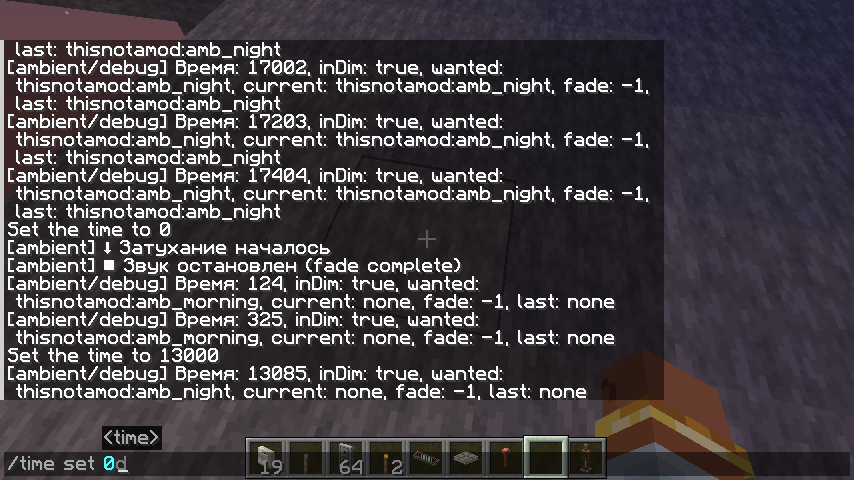 last: thisnotamod:amb_night
[ambient/debug] Время: 17002, inDim: true, wanted:
thisnotamod:amb_night, current: thisnotamod:amb_night, fade: -1,
last: thisnotamod:amb_night
[ambient/debug] Время: 17203, inDim: true, wanted:
thisnotamod:amb_night, current: thisnotamod:amb_night, fade: -1,
last: thisnotamod:amb_night
[ambient/debug] Время: 17404, inDim: true, wanted:
thisnotamod:amb_night, current: thisnotamod:amb_night, fade: -1,
last: thisnotamod:amb_night
Set the time to 0
[ambient] ⬇ Затухание началось
[ambient] ⏹ Звук остановлен (fade complete)
[ambient/debug] Время: 124, inDim: true, wanted:
thisnotamod:amb_morning, current: none, fade: -1, last: none
[ambient/debug] Время: 325, inDim: true, wanted:
thisnotamod:amb_morning, current: none, fade: -1, last: none
Set the time to 13000
[ambient/debug] Время: 13085, inDim: true, wanted:
thisnotamod:amb_night, current: none, fade: -1, last: none
<time>
/time set 0d
19 64 2